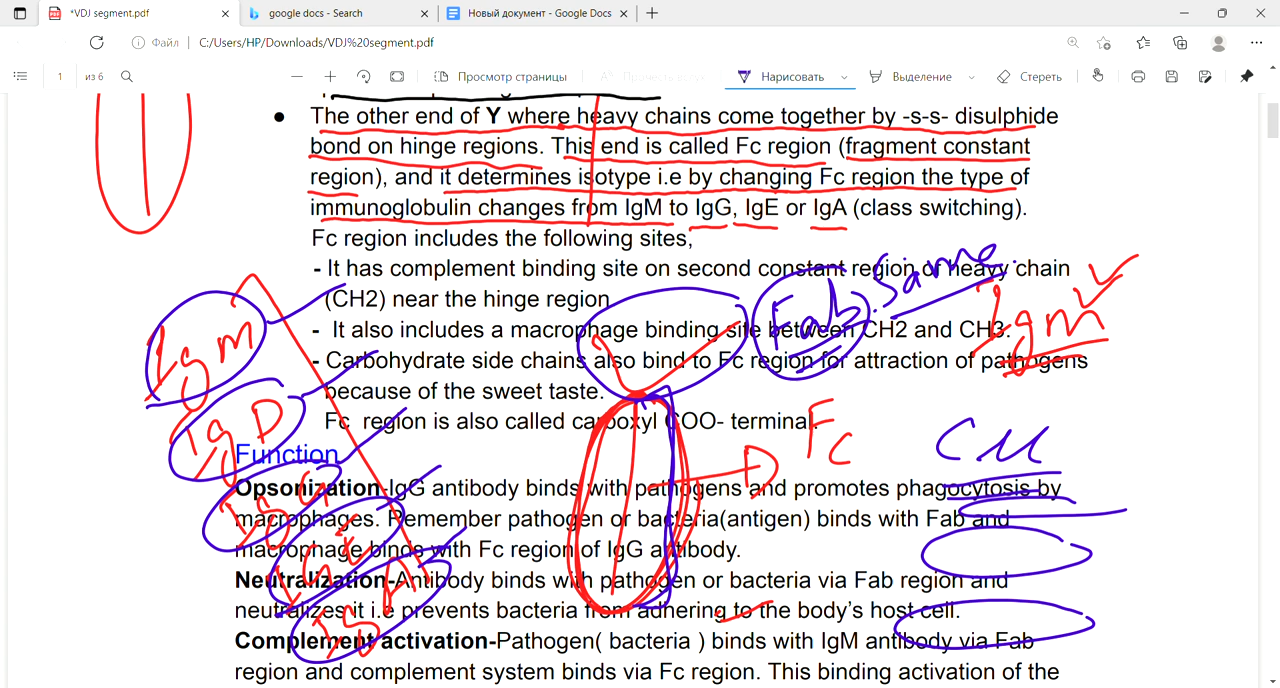 *VDJ segment.pdf
google docs - Search
Новый документ - Google Docs
Файл C:/Users/HP/Downloads/VDJ%20segment.pdf
1 из 6 Просмотр страницы Прочесть вслух Нарисовать Выделение Стереть
The other end of Y where heavy chains come together by -s-s- disulphide
bond on hinge regions. This end is called Fc region (fragment constant
region), and it determines isotype i.e by changing Fc region the type of
immunoglobulin changes from IgM to IgG, IgE or IgA (class switching).
Fc region includes the following sites,
- It has complement binding site on second constant region of heavy chain
(CH2) near the hinge region
- It also includes a macrophage binding site between CH2 and CH3.
- Carbohydrate side chains also bind to Fc region for attraction of pathogens
because of the sweet taste.
Fc region is also called carboxyl COO- terminal.
Function
Opsonization-IgG antibody binds with pathogens and promotes phagocytosis by
macrophages. Remember pathogen or bacteria(antigen) binds with Fab and
macrophage binds with Fc region of IgG antibody.
Neutralization-Antibody binds with pathogen or bacteria via Fab region and
neutralizes it i.e prevents bacteria from adhering to the body's host cell.
Complement activation-Pathogen( bacteria ) binds with IgM antibody via Fab
region and complement system binds via Fc region. This binding activation of the
Fab
Same
Igm
Fc
D
CM
Igm
IgD
IgG
IgE
IgA